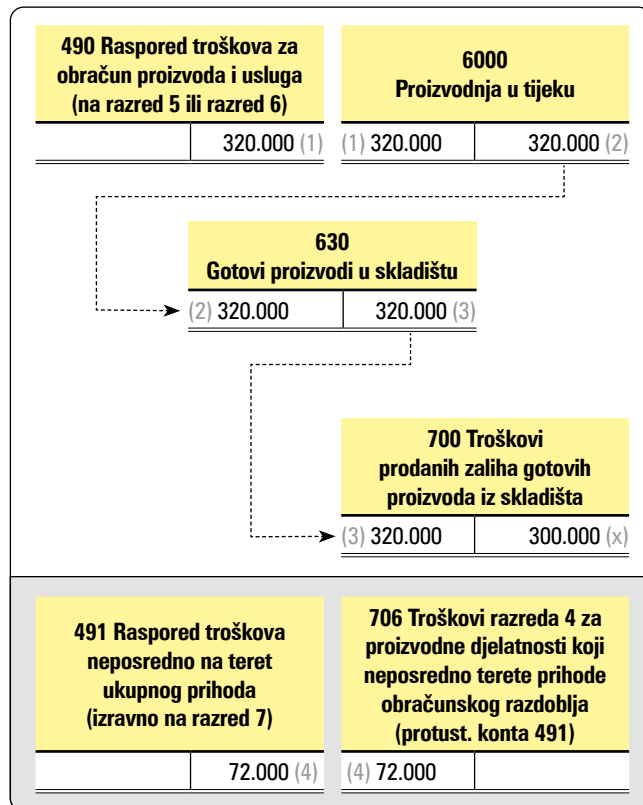 490 Raspored troškova za
obračun proizvoda i usluga
(na razred 5 ili razred 6)
320.000 (1)
6000
Proizvodnja u tijeku
(1) 320.000 320.000 (2)
630
Gotovi proizvodi u skladištu
(2) 320.000 320.000 (3)
700 Troškovi
prodanih zaliha gotovih
proizvoda iz skladišta
(3) 320.000 300.000 (x)
491 Raspored troškova
neposredno na teret
ukupnog prihoda
(izravno na razred 7)
72.000 (4)
706 Troškovi razreda 4 za
proizvodne djelatnosti koji
neposredno terete prihode
obračunskog razdoblja
(protust. konta 491)
(4) 72.000